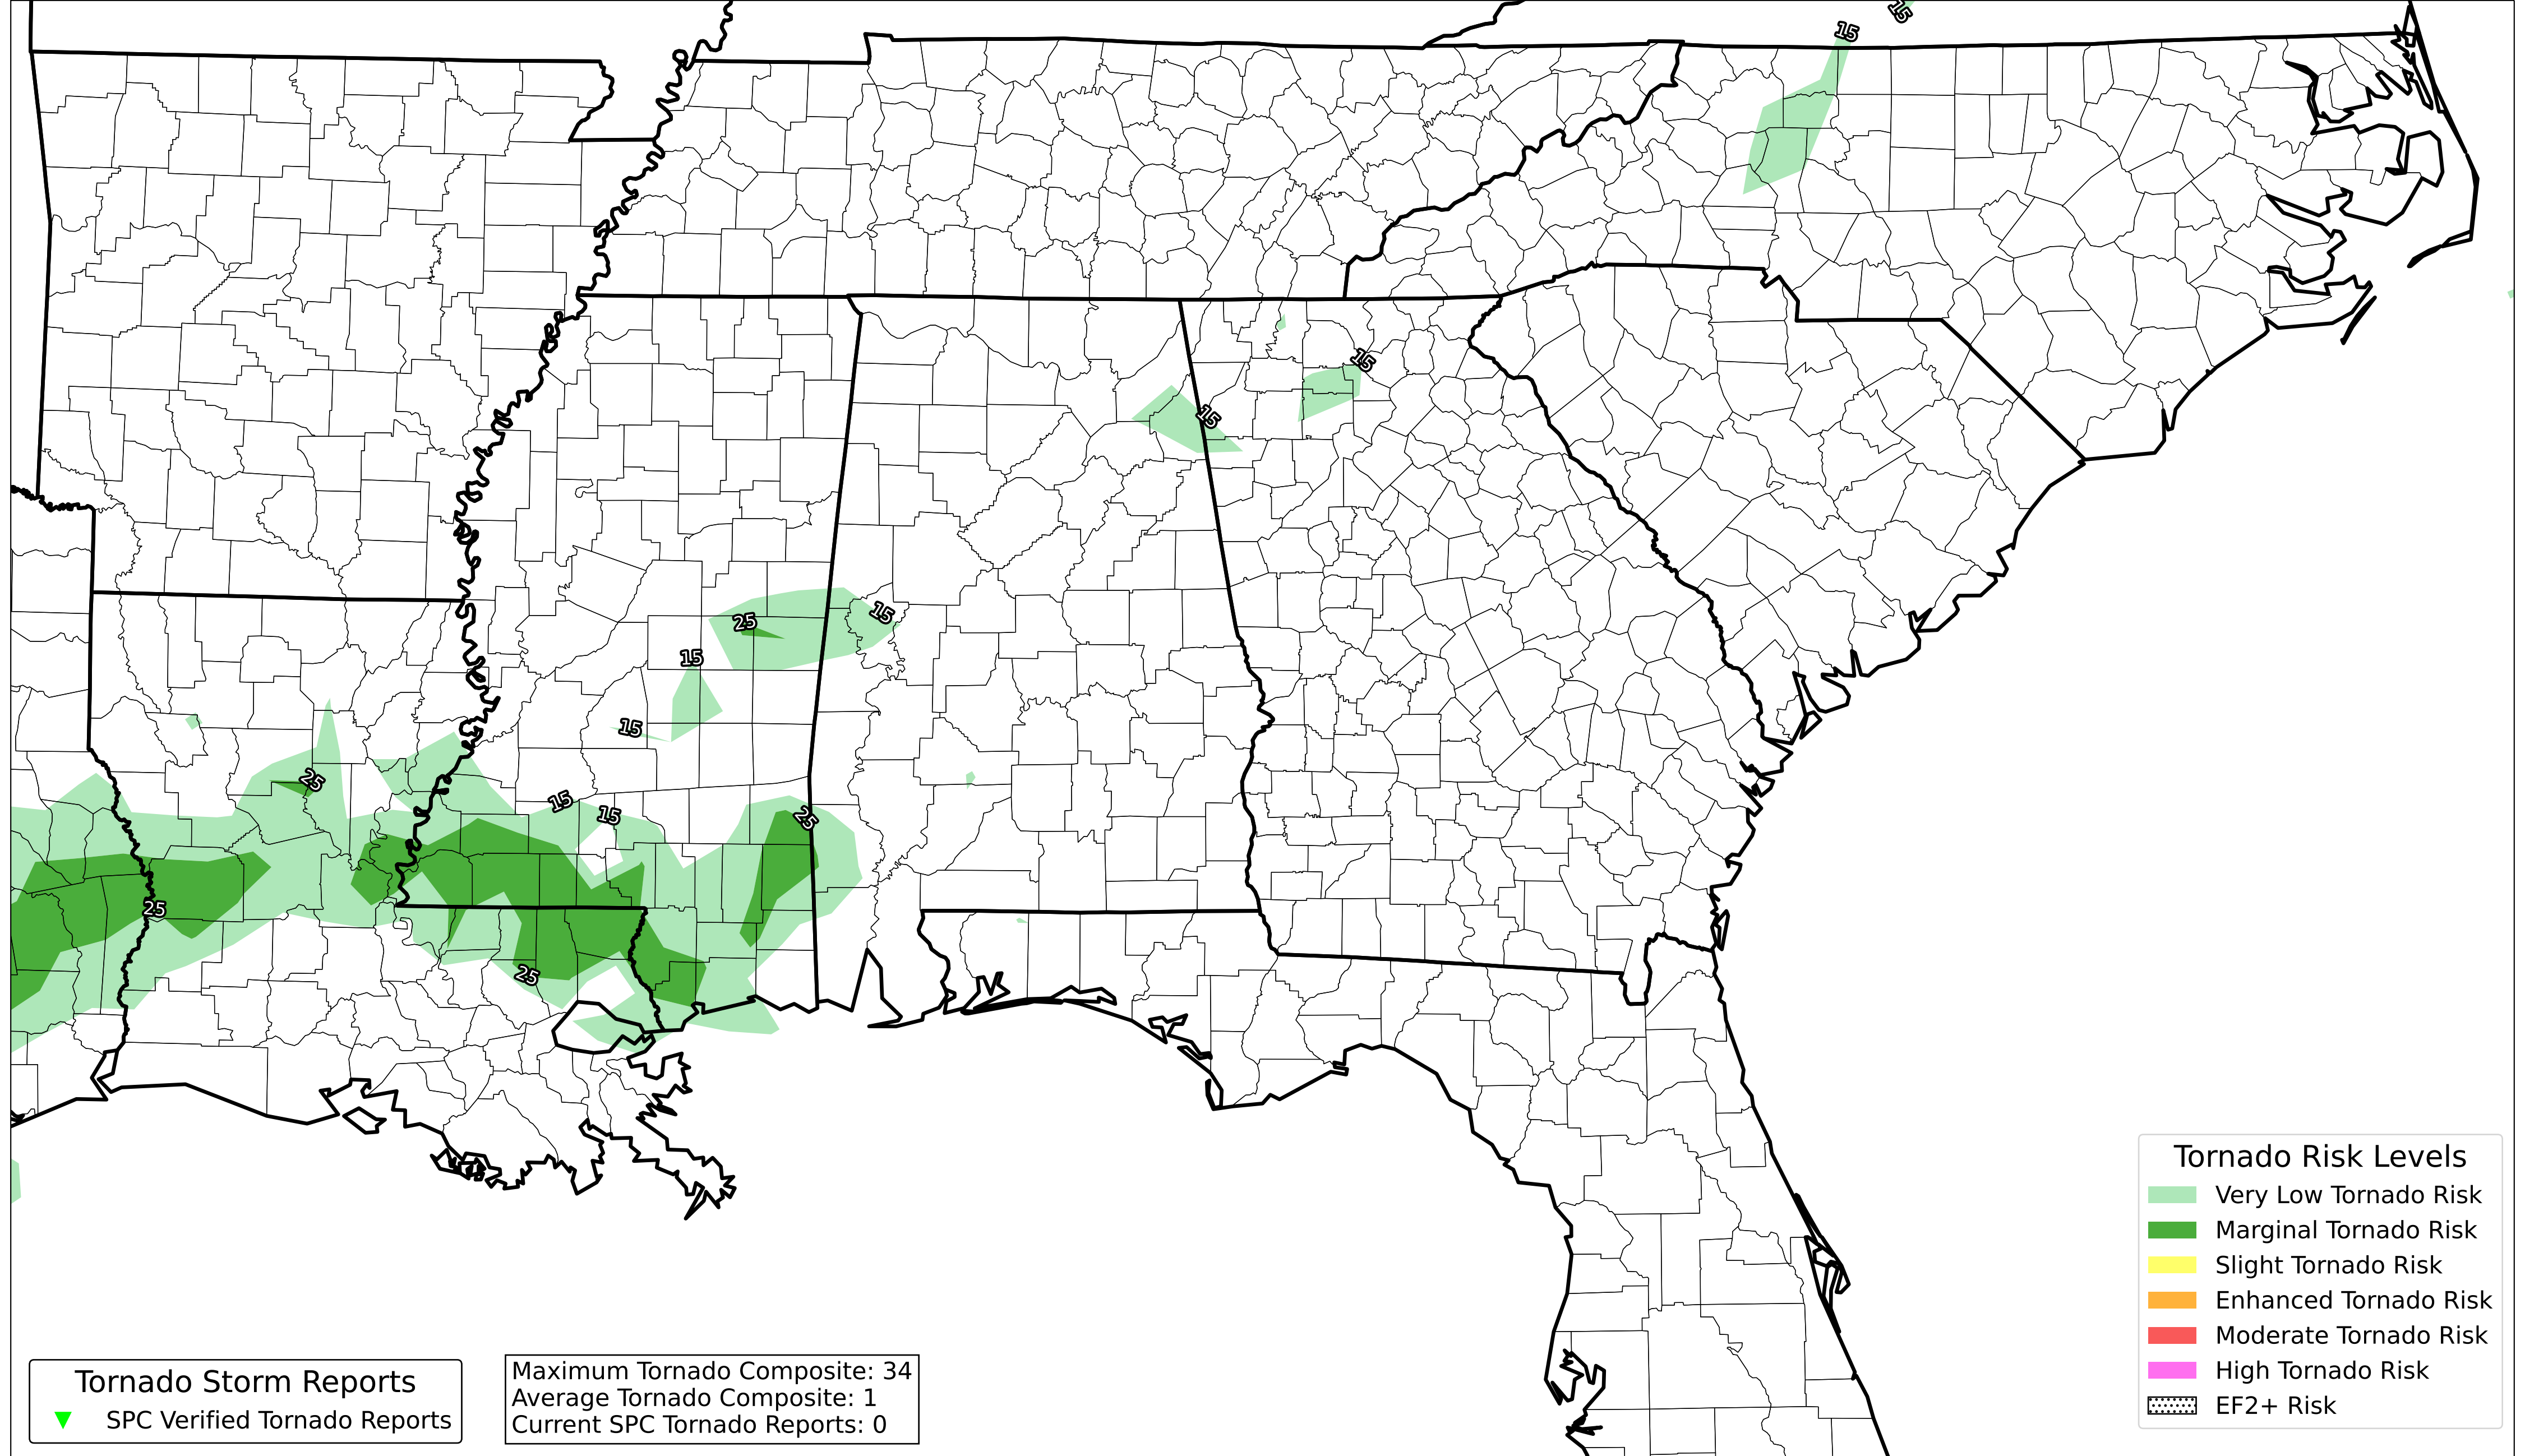 15
15
15
15
15
25
15
15
25
15
15
25
25
25
Tornado Risk Levels
Very Low Tornado Risk
Marginal Tornado Risk
Slight Tornado Risk
Enhanced Tornado Risk
Moderate Tornado Risk
High Tornado Risk
EF2+ Risk
Tornado Storm Reports
SPC Verified Tornado Reports
Maximum Tornado Composite: 34
Average Tornado Composite: 1
Current SPC Tornado Reports: 0